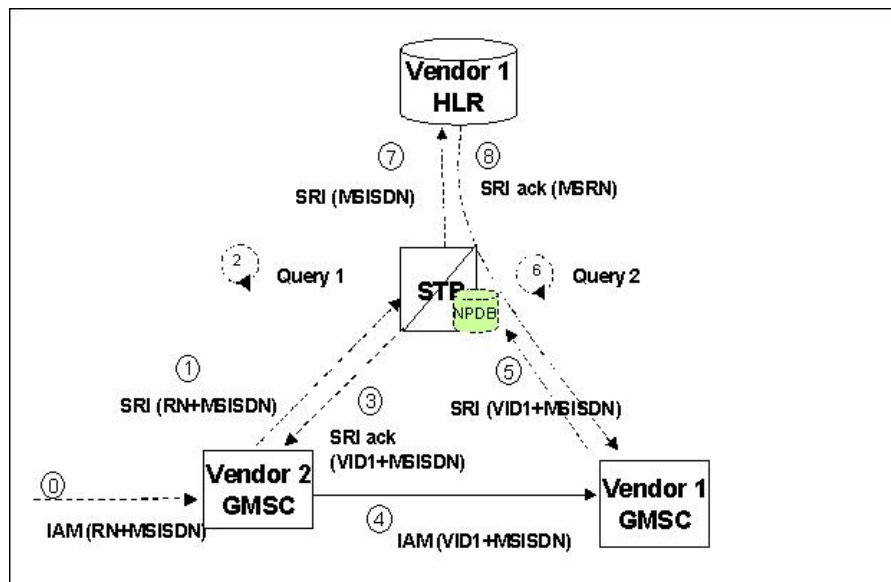 Vendor 1
HLR
7
8
SRI (MSISDN)
SRI ack (MSRN)
2
Query 1
STP
NPDB
6
Query 2
1
SRI (RN+MSISDN)
3
SRI ack
(VID1+MSISDN)
5
SRI (VID1+MSISDN)
0
IAM (RN+MSISDN)
Vendor 2
GMSC
4
IAM (VID1+MSISDN)
Vendor 1
GMSC